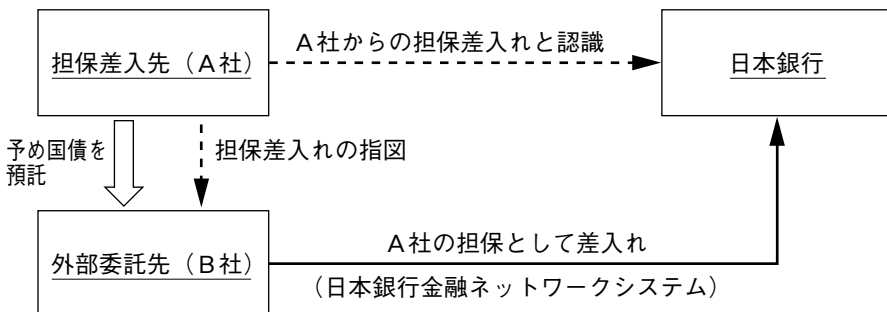 担保差入先（Ａ社）
Ａ社からの担保差入れと認識
日本銀行
予め国債を
預託
担保差入れの指図
外部委託先（Ｂ社）
Ａ社の担保として差入れ
（日本銀行金融ネットワークシステム）